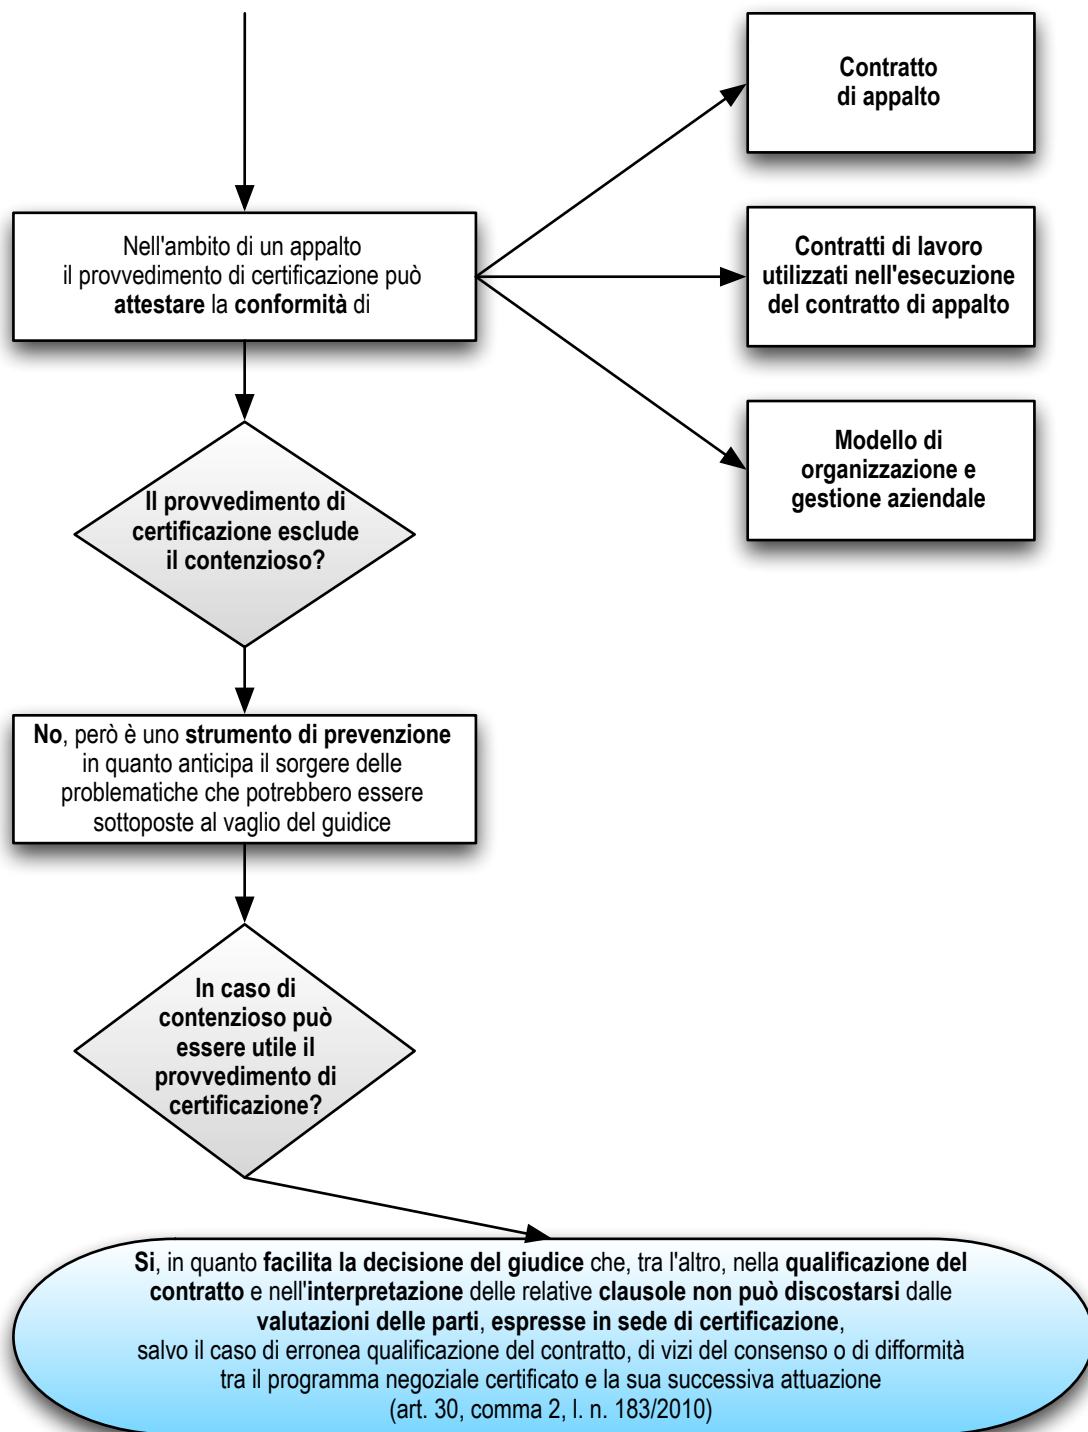 Contratto
di appalto
Nell'ambito di un appalto
il provvedimento di certificazione può
attestare la conformità di
Contratti di lavoro
utilizzati nell'esecuzione
del contratto di appalto
Modello di
organizzazione e
gestione aziendale
Il provvedimento di
certificazione esclude
il contenzioso?
No, però è uno strumento di prevenzione
in quanto anticipa il sorgere delle
problematiche che potrebbero essere
sottoposte al vaglio del guidice
In caso di
contenzioso può
essere utile il
provvedimento di
certificazione?
Si, in quanto facilita la decisione del giudice che, tra l'altro, nella qualificazione del
contratto e nell'interpretazione delle relative clausole non può discostarsi dalle
valutazioni delle parti, espresse in sede di certificazione,
salvo il caso di erronea qualificazione del contratto, di vizi del consenso o di difformità
tra il programma negoziale certificato e la sua successiva attuazione
(art. 30, comma 2, l. n. 183/2010)